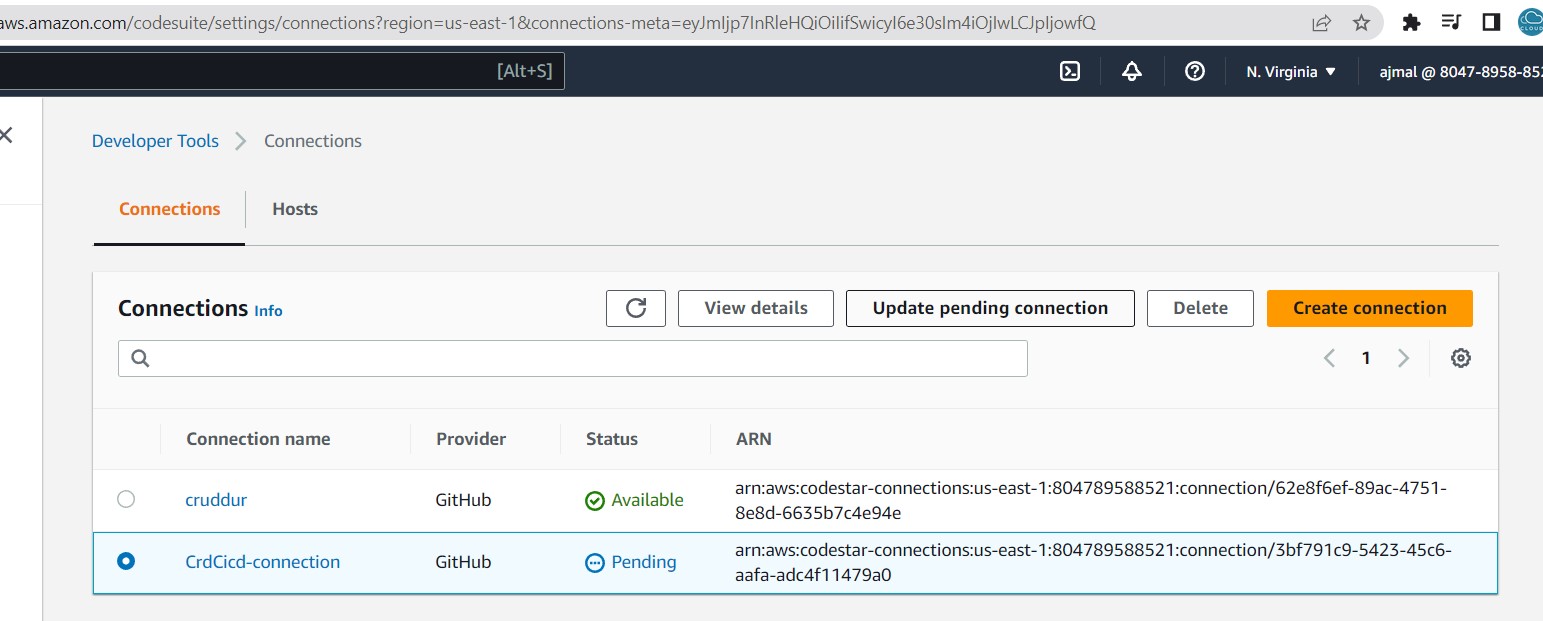 aws.amazon.com/codesuite/settings/connections?region=us-east-1&connections-meta=eyJmIjp7InRleHQiOiIifSwicyI6e30sIm4iOjIwLCJpIjowfQ
[Alt+S]
N. Virginia ▼
ajmal @ 8047-8958-852
Developer Tools > Connections
Connections
Hosts
Connections Info
View details
Update pending connection
Delete
Create connection
1
Connection name Provider Status ARN
cruddur GitHub Available arn:aws:codestar-connections:us-east-1:804789588521:connection/62e8f6ef-89ac-4751-
8e8d-6635b7c4e94e
CrdCicd-connection GitHub Pending arn:aws:codestar-connections:us-east-1:804789588521:connection/3bf791c9-5423-45c6-
aafa-adc4f11479a0